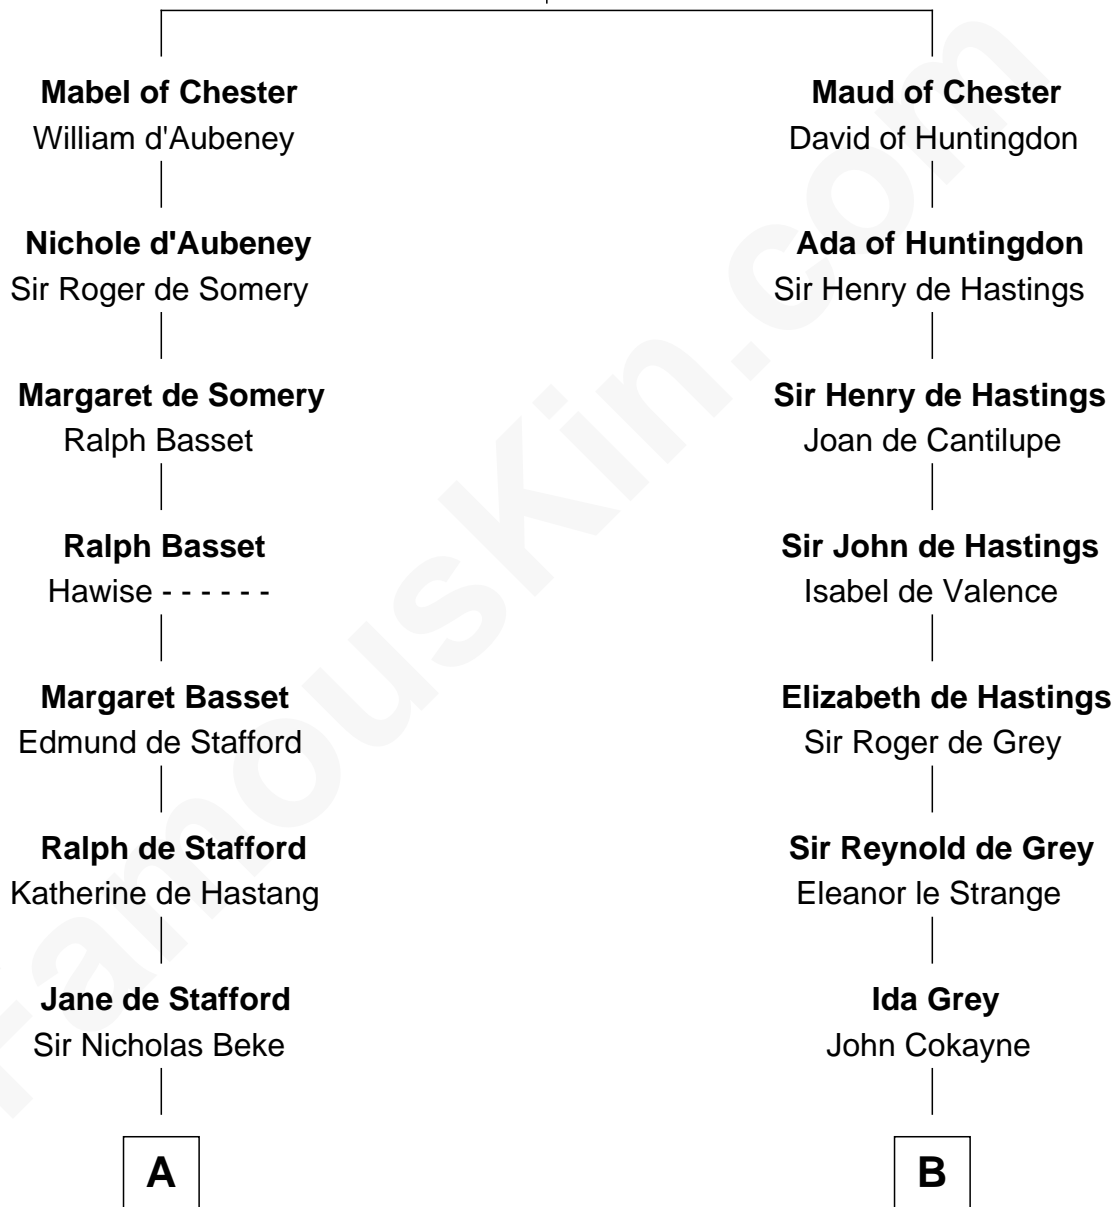 Mabel of Chester
William d'Aubeney
Nichole d'Aubeney
Sir Roger de Somery
Margaret de Somery
Ralph Basset
Ralph Basset
Hawise - - - - - -
Margaret Basset
Edmund de Stafford
Ralph de Stafford
Katherine de Hastang
Jane de Stafford
Sir Nicholas Beke
A
Maud of Chester
David of Huntingdon
Ada of Huntingdon
Sir Henry de Hastings
Sir Henry de Hastings
Joan de Cantilupe
Sir John de Hastings
Isabel de Valence
Elizabeth de Hastings
Sir Roger de Grey
Sir Reynold de Grey
Eleanor le Strange
Ida Grey
John Cokayne
B
FamousKin.com